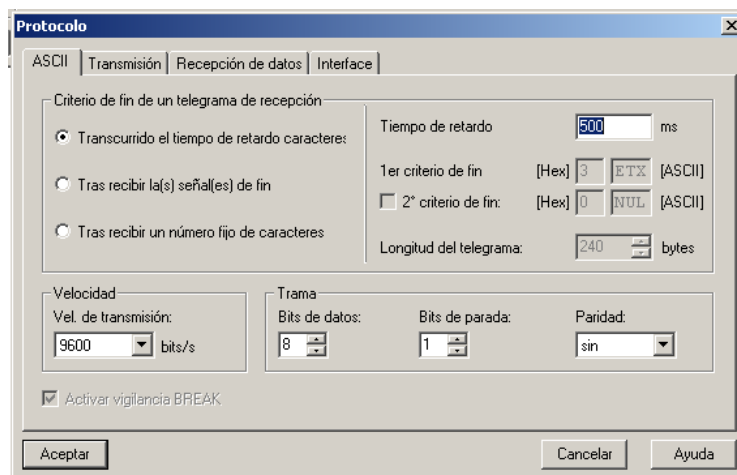 Protocolo
ASCII Transmisión Recepción de datos Interface
Criterio de fin de un telegrama de recepción
Transcurrido el tiempo de retardo caracteres
Tras recibir la(s) señal(es) de fin
Tras recibir un número fijo de caracteres
Tiempo de retardo 500 ms
1er criterio de fin [Hex] 3 ETX [ASCII]
2° criterio de fin: [Hex] 0 NUL [ASCII]
Longitud del telegrama: 240 bytes
Velocidad
Vel. de transmisión:
9600 bits/s
Trama
Bits de datos: Bits de parada: Paridad:
8 1 sin
Activar vigilancia BREAK
Aceptar Cancelar Ayuda